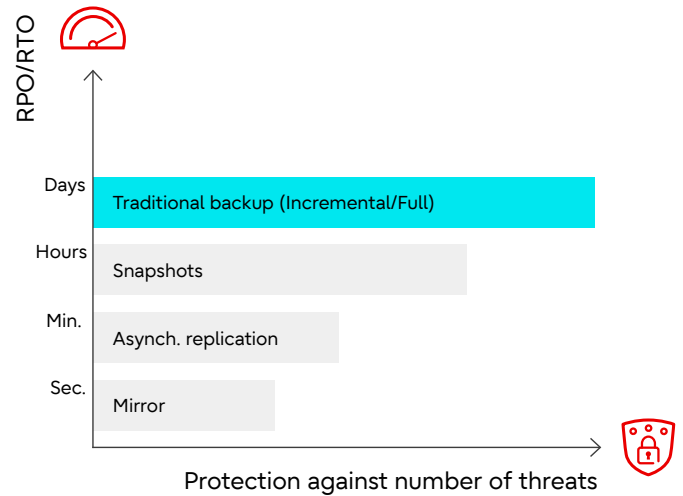 RPO/RTO
Days
Traditional backup (Incremental/Full)
Hours
Snapshots
Min.
Asynch. replication
Sec.
Mirror
Protection against number of threats